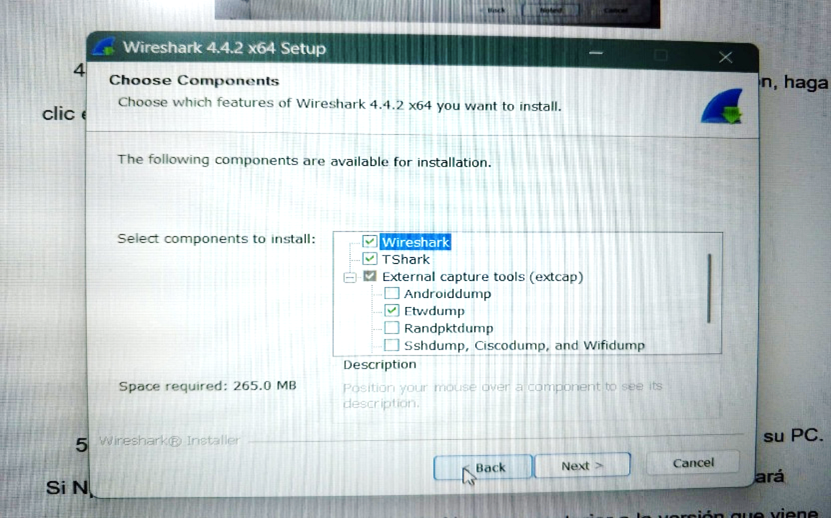 < Back Next > Cancel
Wireshark 4.4.2 x64 Setup
4
Choose Components
n, haga
Choose which features of Wireshark 4.4.2 x64 you want to install.
clic e
The following components are available for installation.
Select components to install:
Wireshark
TShark
External capture tools (extcap)
Androiddump
Etwdump
Randpktdump
Sshdump, Ciscodump, and Wifidump
Description
Space required: 265.0 MB
Position your mouse over a component to see its
description.
5
su PC.
Wireshark® Installer
< Back
Next >
Cancel
Si N
ará
la versión que viene